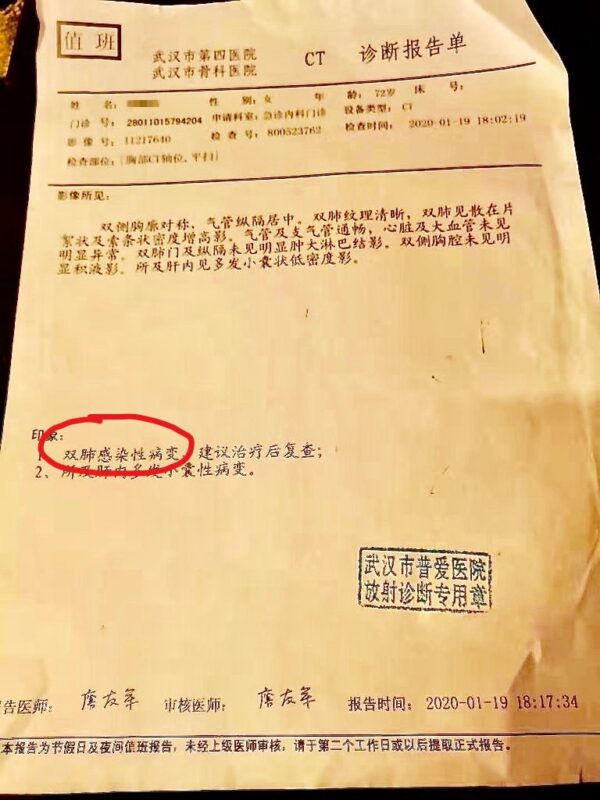 值班
武汉市第四医院
武汉市骨科医院
CT 诊断报告单
姓名: 性别:女 年龄:72岁 床号:
门诊号:28011015794204 申请科室:急诊内科门诊 设备类型:CT
影像号:11217640 检查号:800523762 检查时间:2020-01-19 18:02:19
检查部位:[胸部CT轴位,平扫]
影像所见:
双侧胸廓对称,气管纵隔居中。双肺纹理清晰,双肺见散在片
絮状及索条状密度增高影。气管及支气管通畅,心脏及大血管未见
明显异常。双肺门及纵隔未见明显肿大淋巴结影。双侧胸腔未见明
显积液影。所及肝内见多发小囊状低密度影。
印象:
1、双肺感染性病变,建议治疗后复查;
2、所及肝内多发小囊性病变。
武汉市普爱医院
放射诊断专用章
告医师: 唐友军 审核医师: 唐友军 报告时间:2020-01-19 18:17:34
本报告为节假日及夜间值班报告,未经上级医师审核,请于第二个工作日或以后提取正式报告。